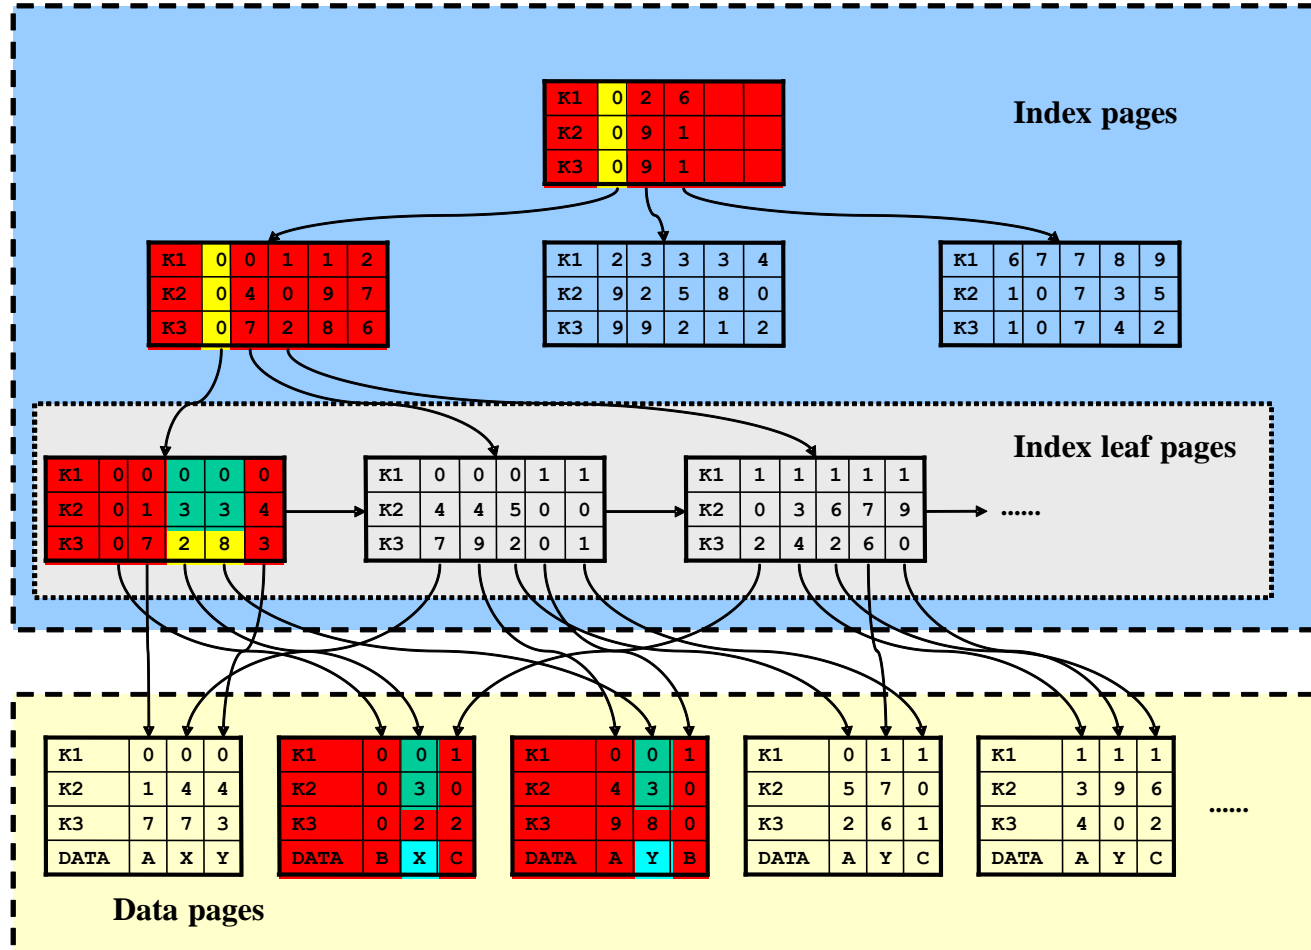 Index pages
K1 0 2 6
K2 0 9 1
K3 0 9 1
K1 0 0 1 1 2
K2 0 4 0 9 7
K3 0 7 2 8 6
K1 2 3 3 3 4
K2 9 2 5 8 0
K3 9 9 2 1 2
K1 6 7 7 8 9
K2 1 0 7 3 5
K3 1 0 7 4 2
Index leaf pages
K1 0 0 0 0 0
K2 0 1 3 3 4
K3 0 7 2 8 3
K1 0 0 0 1 1
K2 4 4 5 0 0
K3 7 9 2 0 1
K1 1 1 1 1 1
K2 0 3 6 7 9
K3 2 4 2 6 0
......
K1 0 0 0
K2 1 4 4
K3 7 7 3
DATA A X Y
K1 0 0 1
K2 0 3 0
K3 0 2 2
DATA B X C
K1 0 0 1
K2 4 3 0
K3 9 8 0
DATA A Y B
K1 0 1 1
K2 5 7 0
K3 2 6 1
DATA A Y C
K1 1 1 1
K2 3 9 6
K3 4 0 2
DATA A Y C
......
Data pages